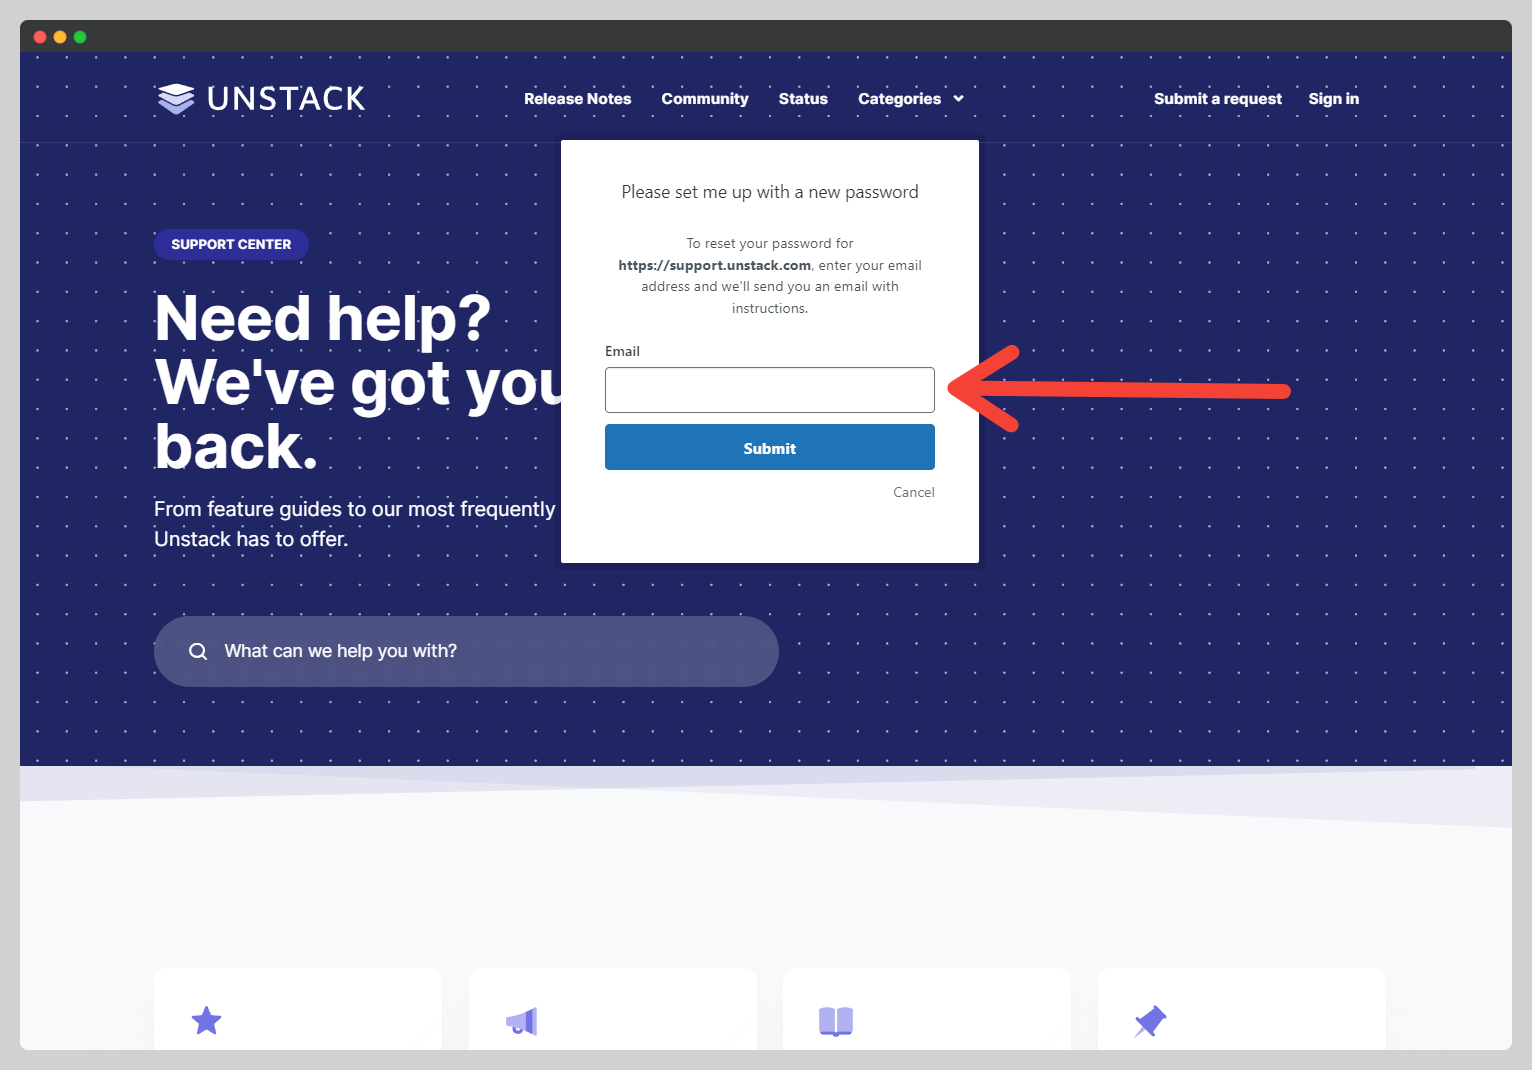 UNSTACK
Release Notes
Community
Status
Categories
Submit a request
Sign in
Please set me up with a new password
To reset your password for
https://support.unstack.com, enter your email
address and we'll send you an email with
instructions.
Email
Submit
Cancel
SUPPORT CENTER
Need help?
We've got you
back.
From feature guides to our most frequently
Unstack has to offer.
What can we help you with?